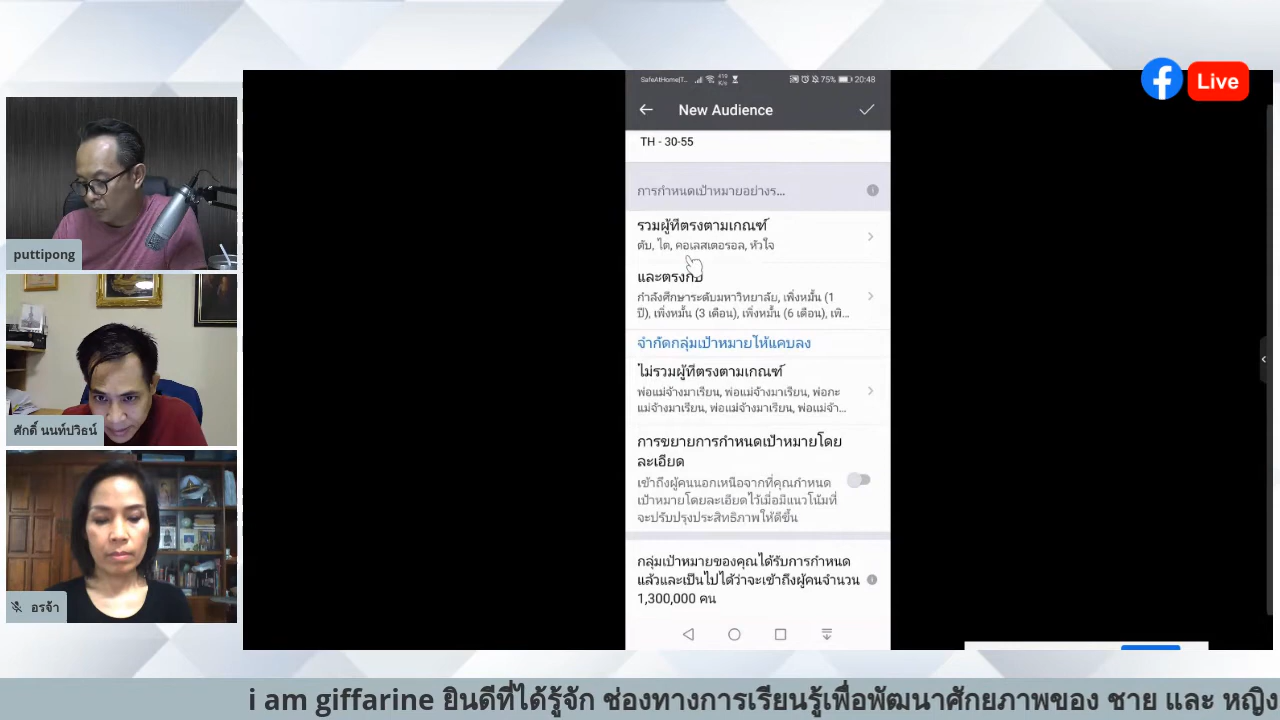 Live
puttipong
ศักดิ์ นนท์ปวิธน์
อรจ้า
SafeAtHome|T..
418 K/s
75%
20:48
New Audience
TH - 30-55
การกำหนดเป้าหมายอย่างร...
รวมผู้ที่ตรงตามเกณฑ์
ตับ, ไต, คอเลสเตอรอล, หัวใจ
และตรงกับ
กำลังศึกษาระดับมหาวิทยาลัย, เพิ่งหมั้น (1
ปี), เพิ่งหมั้น (3 เดือน), เพิ่งหมั้น (6 เดือน), เพิ...
จำกัดกลุ่มเป้าหมายให้แคบลง
ไม่รวมผู้ที่ตรงตามเกณฑ์
พ่อแม่จ้างมาเรียน, พ่อแม่จ้างมาเรียน, พ่อกะ
แม่จ้างมาเรียน, พ่อแม่จ้างมาเรียน, พ่อแม่จ้า...
การขยายการกำหนดเป้าหมายโดย
ละเอียด
เข้าถึงผู้คนนอกเหนือจากที่คุณกำหนด
เป้าหมายโดยละเอียดไว้เมื่อมีแนวโน้มที่
จะปรับปรุงประสิทธิภาพให้ดีขึ้น
กลุ่มเป้าหมายของคุณได้รับการกำหนด
แล้วและเป็นไปได้ว่าจะเข้าถึงผู้คนจำนวน
1,300,000 คน
i am giffarine ยินดีที่ได้รู้จัก ช่องทางการเรียนรู้เพื่อพัฒนาศักยภาพของ ชาย และ หญิง